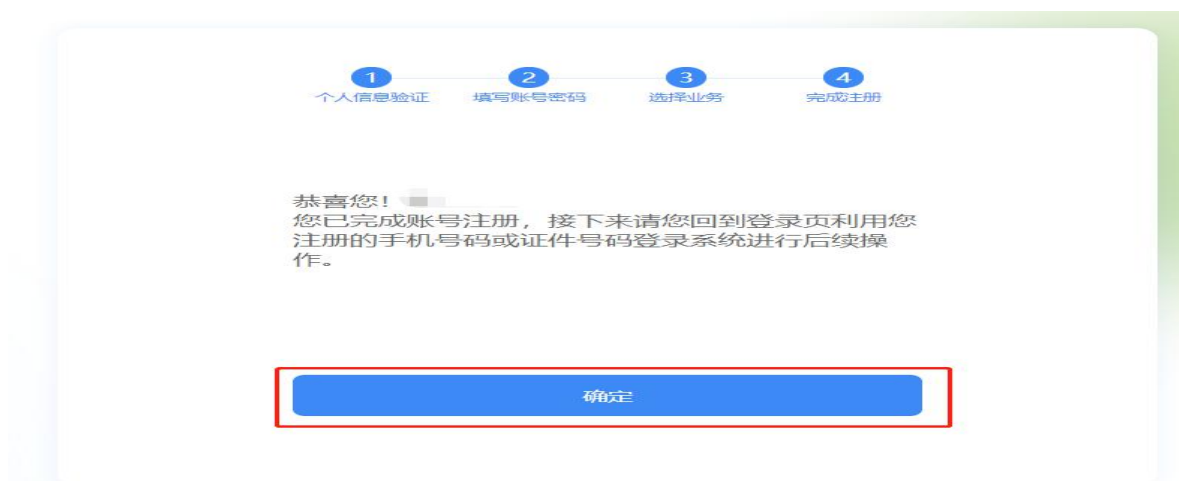 1 2 3 4
个人信息验证 填写账号密码 选择业务 完成注册
恭喜您!
您已完成账号注册，接下来请您回到登录页利用您
注册的手机号码或证件号码登录系统进行后续操
作。
确定